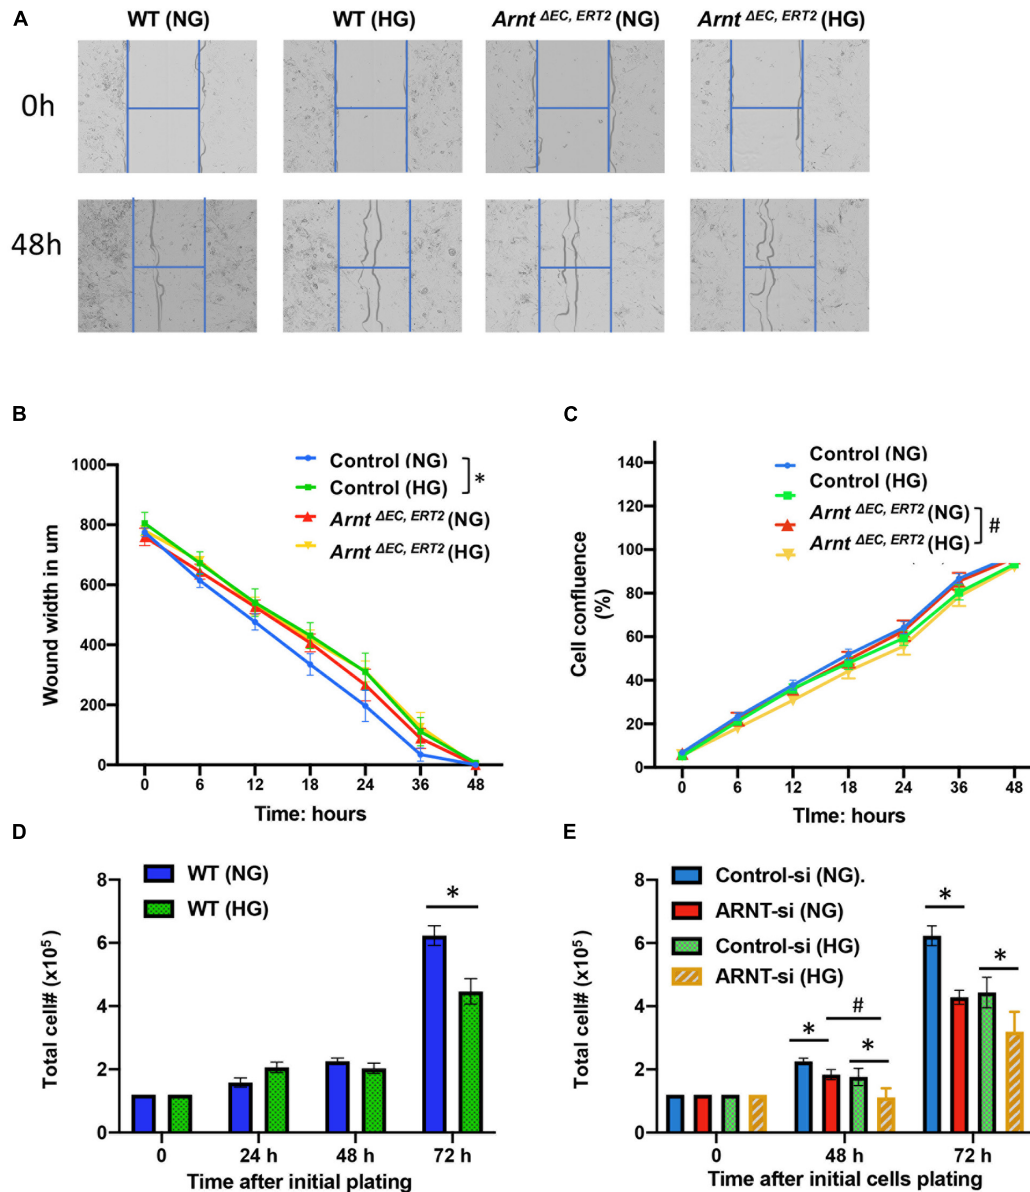 A
WT (NG)
WT (HG)
Arnt ΔEC, ERT2 (NG)
Arnt ΔEC, ERT2 (HG)
0h
48h
B
Control (NG)
Control (HG)
*
Arnt ΔEC, ERT2 (NG)
Arnt ΔEC, ERT2 (HG)
Wound width in um
1000
800
600
400
200
0
0 6 12 18 24 36 48
Time: hours
C
Control (NG)
Control (HG)
Arnt ΔEC, ERT2 (NG)
Arnt ΔEC, ERT2 (HG)
#
Cell confluence
(%)
140
120
100
80
60
40
20
0
0 6 12 18 24 36 48
TIme: hours
D
WT (NG)
WT (HG)
*
Total cell# (x10⁵)
8
6
4
2
0
0 24 h 48 h 72 h
Time after initial plating
E
Control-si (NG).
ARNT-si (NG)
Control-si (HG)
ARNT-si (HG)
* # * * *
Total cell# (x10⁵)
8
6
4
2
0
0 48 h 72 h
Time after initial cells plating